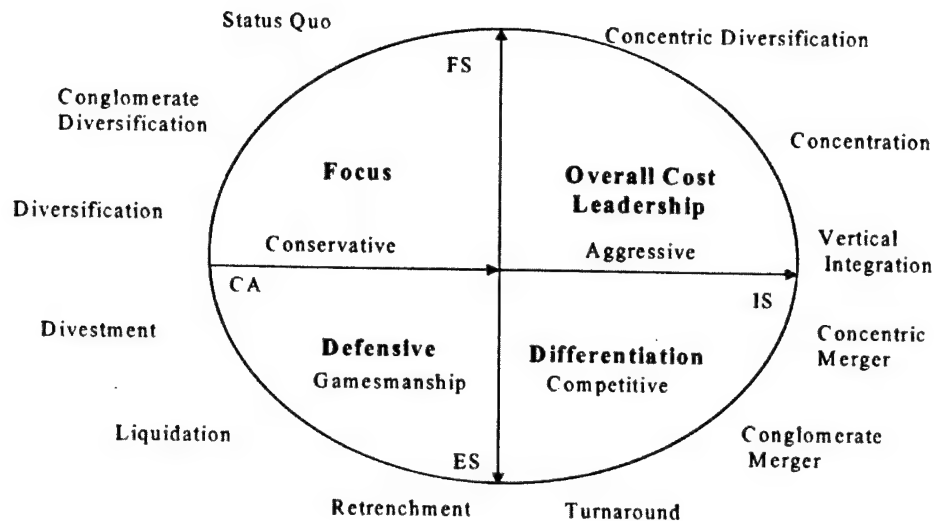 Status Quo
Concentric Diversification
FS
Conglomerate
Diversification
Concentration
Focus
Overall Cost
Leadership
Diversification
Conservative
Aggressive
Vertical
Integration
CA
IS
Divestment
Concentric
Merger
Defensive
Gamesmanship
Differentiation
Competitive
Liquidation
Conglomerate
Merger
ES
Retrenchment
Turnaround